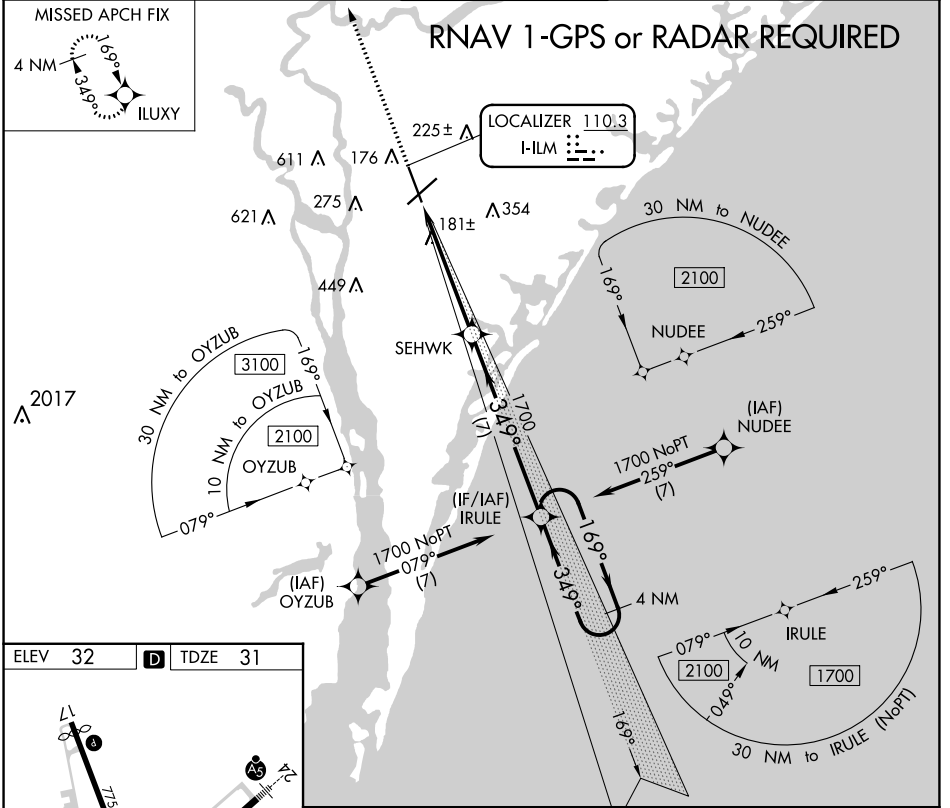 MISSED APCH FIX
4 NM
169°
349°
ILUXY
RNAV 1-GPS or RADAR REQUIRED
LOCALIZER 110.3
I-ILM
225±
611
176
275
621
181±
354
449
2017
SEHWK
30 NM to NUDEE
2100
169°
259°
NUDEE
30 NM to OYZUB
3100
169°
10 NM to OYZUB
2100
OYZUB
079°
1700
349°
(7)
(IAF)
NUDEE
1700 NoPT
259°
(7)
(IF/IAF)
IRULE
1700 NoPT
079°
(7)
(IAF)
OYZUB
169°
349°
4 NM
169°
259°
079°
IRULE
10 NM
2100
1700
049°
30 NM to IRULE (NoPT)
ELEV 32
D
TDZE 31
17
P
775
A5
24